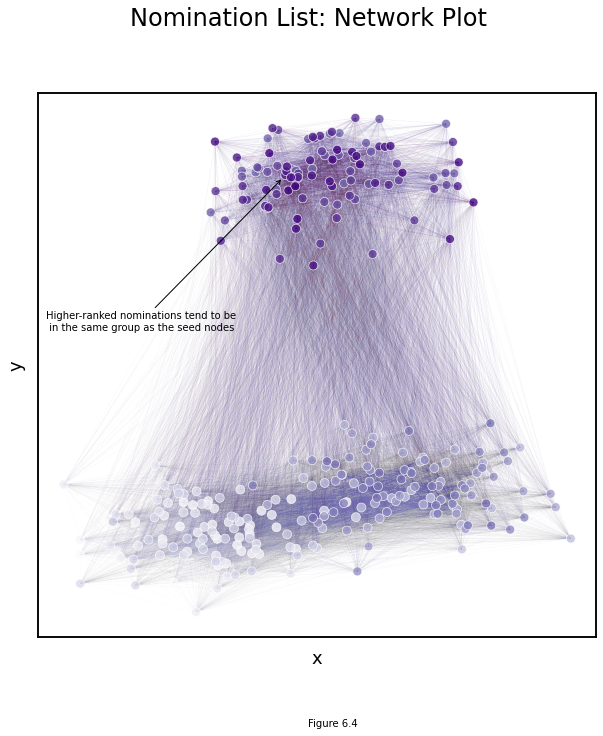 Nomination List: Network Plot
Higher-ranked nominations tend to be
in the same group as the seed nodes
y
x
Figure 6.4